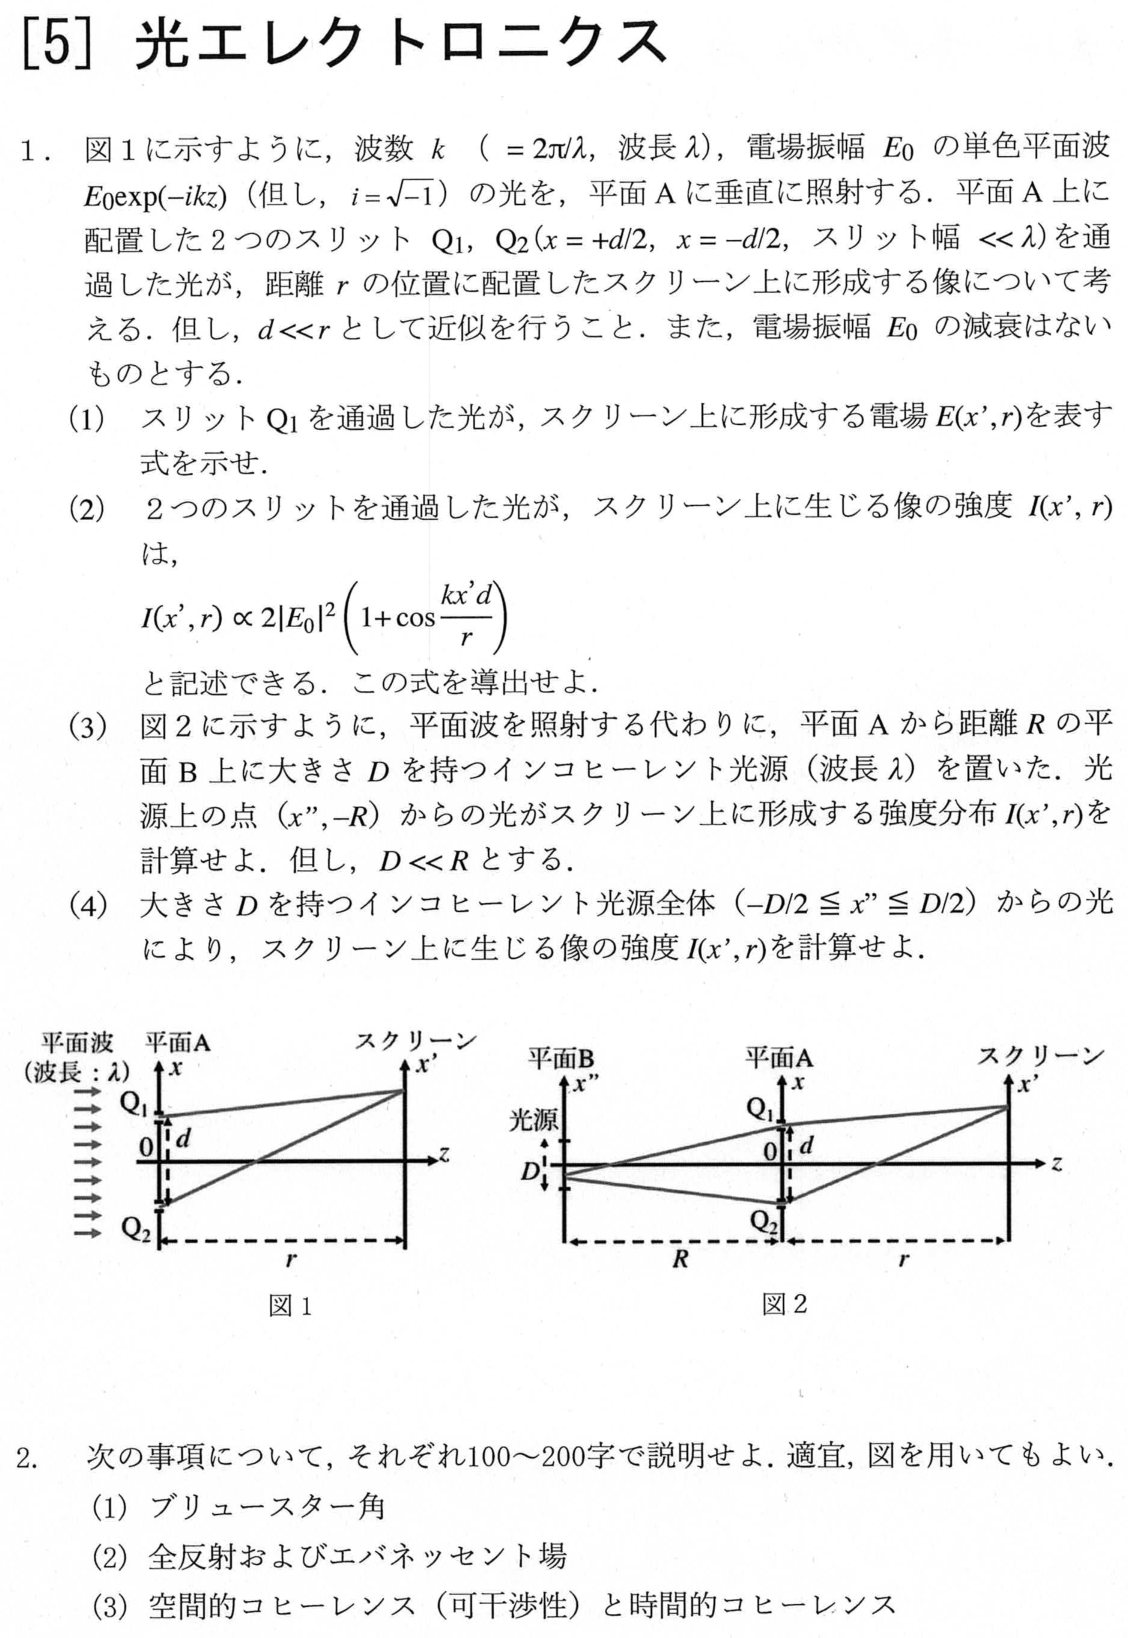 [5] 光エレクトロニクス
1. 図1に示すように，波数 k （ = 2π/λ，波長 λ），電場振幅 E₀ の単色平面波
E₀exp(−ikz)（但し， i = √−1）の光を，平面 A に垂直に照射する．平面 A 上に
配置した2つのスリット Q₁，Q₂(x = +d/2，x = −d/2，スリット幅 << λ)を通
過した光が，距離 r の位置に配置したスクリーン上に形成する像について考
える．但し，d << r として近似を行うこと．また，電場振幅 E₀ の減衰はない
ものとする．
(1) スリット Q₁ を通過した光が，スクリーン上に形成する電場 E(x’,r)を表す
式を示せ．
(2) 2つのスリットを通過した光が，スクリーン上に生じる像の強度 I(x’, r)
は，
I(x’,r) ∝ 2|E₀|² (1+cos kx’d/r)
と記述できる．この式を導出せよ．
(3) 図2に示すように，平面波を照射する代わりに，平面 A から距離 R の平
面 B 上に大きさ D を持つインコヒーレント光源（波長 λ）を置いた．光
源上の点（x”,−R）からの光がスクリーン上に形成する強度分布 I(x’,r)を
計算せよ．但し，D << R とする．
(4) 大きさ D を持つインコヒーレント光源全体（−D/2 ≦ x” ≦ D/2）からの光
により，スクリーン上に生じる像の強度 I(x’,r)を計算せよ．
平面波
(波長：λ)
平面A
スクリーン
x
x’
Q₁
0
d
z
Q₂
r
図1
平面B
平面A
スクリーン
x”
x
x’
光源
Q₁
0
d
D
z
Q₂
R
r
図2
2. 次の事項について，それぞれ100～200字で説明せよ．適宜，図を用いてもよい．
(1) ブリュースター角
(2) 全反射およびエバネッセント場
(3) 空間的コヒーレンス（可干渉性）と時間的コヒーレンス